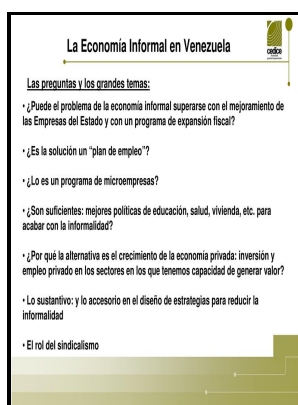 La Economía Informal en Venezuela
cedice
Las preguntas y los grandes temas:
• ¿Puede el problema de la economía informal superarse con el mejoramiento de
las Empresas del Estado y con un programa de expansión fiscal?
• ¿Es la solución un “plan de empleo”?
• ¿Lo es un programa de microempresas?
• ¿Son suficientes: mejores políticas de educación, salud, vivienda, etc. para
acabar con la informalidad?
• ¿Por qué la alternativa es el crecimiento de la economía privada: inversión y
empleo privado en los sectores en los que tenemos capacidad de generar valor?
• Lo sustantivo: y lo accesorio en el diseño de estrategias para reducir la
informalidad
• El rol del sindicalismo